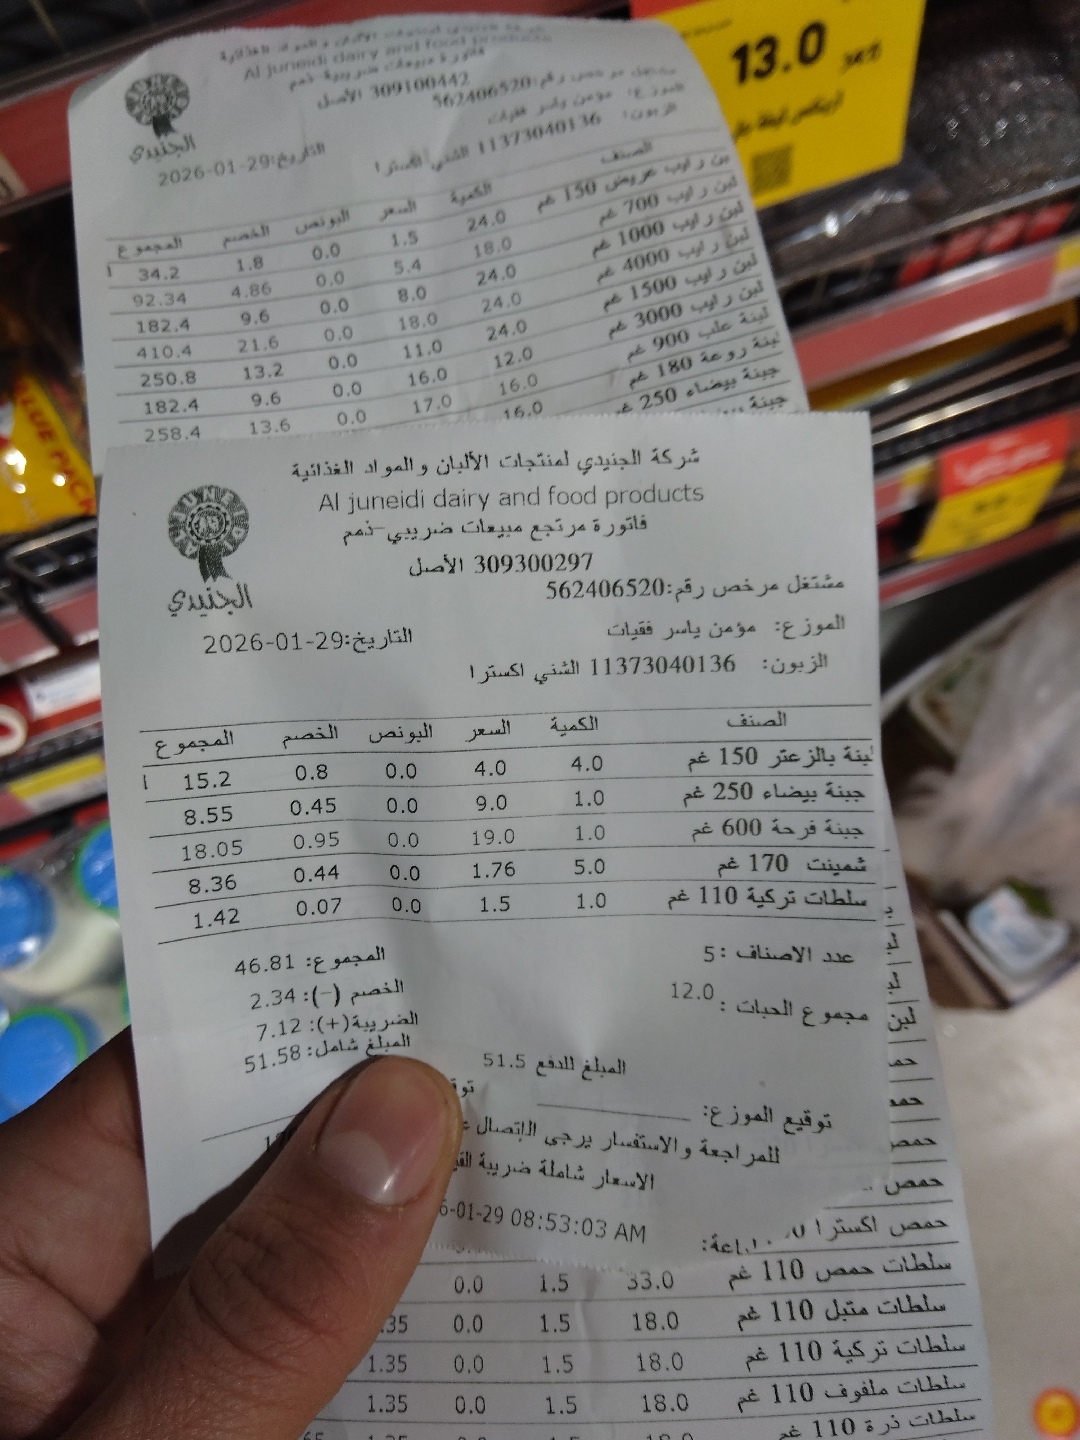 Al juneidi dairy and food products
309100442 الأصل
562406520
مؤمن ياسر فقيات
الزبون: 11373040136 الشني اكسترا
التاريخ:2026-01-29
الجنيدي
الصنف الكمية السعر البونص الخصم المجموع
لبن رايب عريض 150 غم 24.0 1.5 0.0 1.8 34.2
لبن رايب 700 غم 18.0 5.4 0.0 4.86 92.34
لبن رايب 1000 غم 24.0 8.0 0.0 9.6 182.4
لبن رايب 4000 غم 24.0 18.0 0.0 21.6 410.4
لبن رايب 1500 غم 24.0 11.0 0.0 13.2 250.8
لبن رايب 3000 غم 12.0 16.0 0.0 9.6 182.4
لبنة علب 900 غم 16.0 17.0 0.0 13.6 258.4
لبنة روعة 180 غم 16.0
جبنة بيضاء 250 غم
جبنة
13.0
شركة الجنيدي لمنتجات الألبان والمواد الغذائية
Al juneidi dairy and food products
فاتورة مرتجع مبيعات ضريبي-ذمم
309300297 الأصل
مشتغل مرخص رقم:562406520
الجنيدي
الموزع: مؤمن ياسر فقيات
التاريخ:2026-01-29
الزبون: 11373040136 الشني اكسترا
الصنف الكمية السعر البونص الخصم المجموع
لبنة بالزعتر 150 غم 4.0 4.0 0.0 0.8 15.2
جبنة بيضاء 250 غم 1.0 9.0 0.0 0.45 8.55
جبنة فرحة 600 غم 1.0 19.0 0.0 0.95 18.05
شمينت 170 غم 5.0 1.76 0.0 0.44 8.36
سلطات تركية 110 غم 1.0 1.5 0.0 0.07 1.42
عدد الاصناف :5
المجموع: 46.81
مجموع الحبات : 12.0
الخصم (-): 2.34
الضريبة(+): 7.12
المبلغ شامل: 51.58
المبلغ للدفع 51.5
توقيع الموزع:
للمراجعة والاستفسار يرجى الإتصال
الاسعار شاملة ضريبة
01-29 08:53:03 AM
حمص
حمص اكسترا
سلطات حمص 110 غم 33.0 1.5 0.0
سلطات متبل 110 غم 18.0 1.5 0.0 .35
سلطات تركية 110 غم 18.0 1.5 0.0 1.35
سلطات ملفوف 110 غم 18.0 1.5 0.0 1.35
سلطات ذرة 110